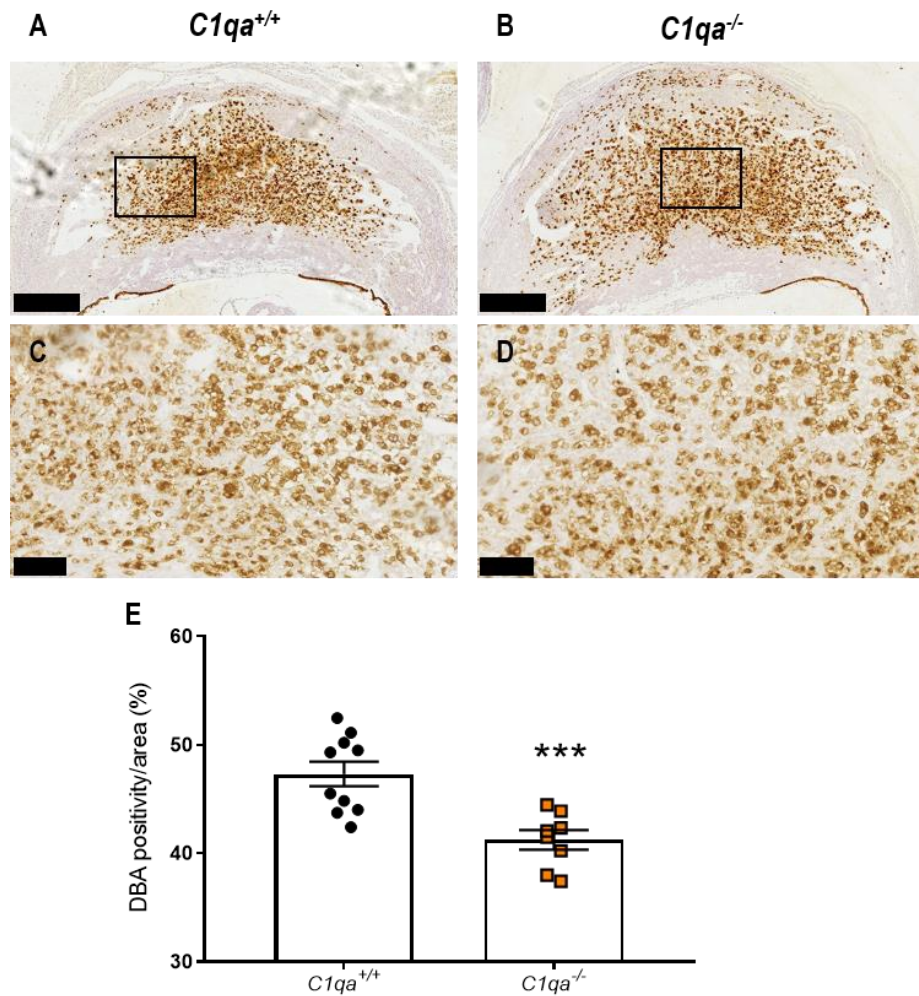 A C1qa+/+ B C1qa-/-
C D
E
60
50
40
30
DBA positivity/area (%)
***
C1qa+/+ C1qa-/-